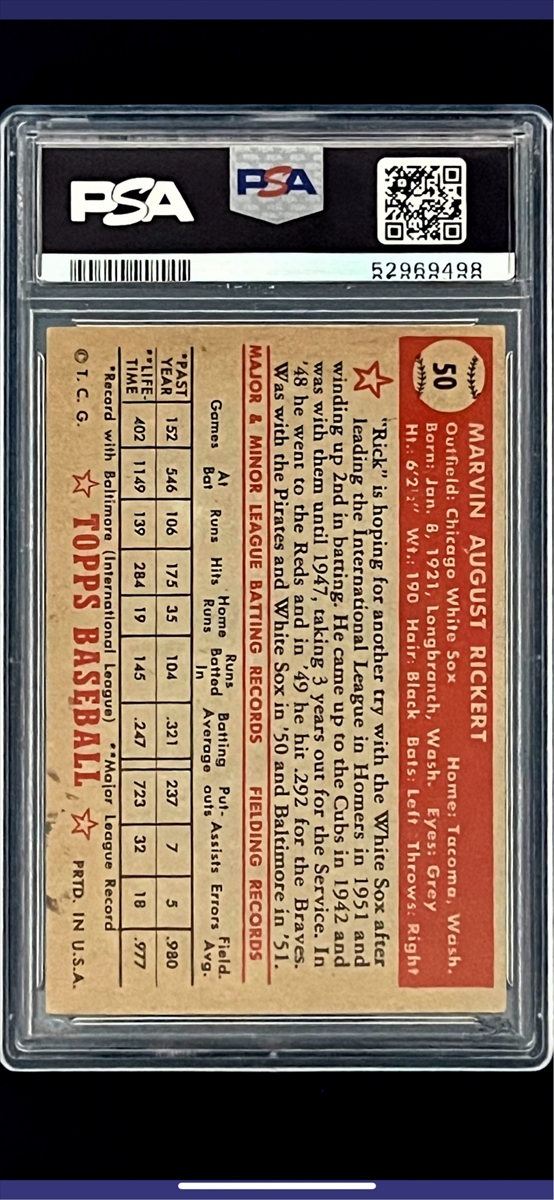 PSA
PSA
52969498
50
MARVIN AUGUST RICKERT
Outfield: Chicago White Sox Home: Tacoma, Wash.
Born: Jan. 8, 1921, Longbranch, Wash. Eyes: Grey
Ht.: 6'2½" Wt.: 190 Hair: Black Bats: Left Throws: Right
"Rick" is hoping for another try with the White Sox after
leading the International League in Homers in 1951 and
winding up 2nd in batting. He came up to the Cubs in 1942 and
was with them until 1947, taking 3 years out for the Service. In
'48 he went to the Reds and in '49 he hit .292 for the Braves.
Was with the Pirates and White Sox in '50 and Baltimore in '51.
MAJOR & MINOR LEAGUE BATTING RECORDS FIELDING RECORDS
Games At Bat Runs Hits Home Runs Runs Batted In Batting Average Put-outs Assists Errors Field. Avg.
*PAST YEAR 152 546 106 175 35 104 .321 237 7 5 .980
**LIFE-TIME 402 1149 139 284 19 145 .247 723 32 18 .977
*Record with Baltimore (International League) **Major League Record
© T. C. G. TOPPS BASEBALL PRTD. IN U.S.A.